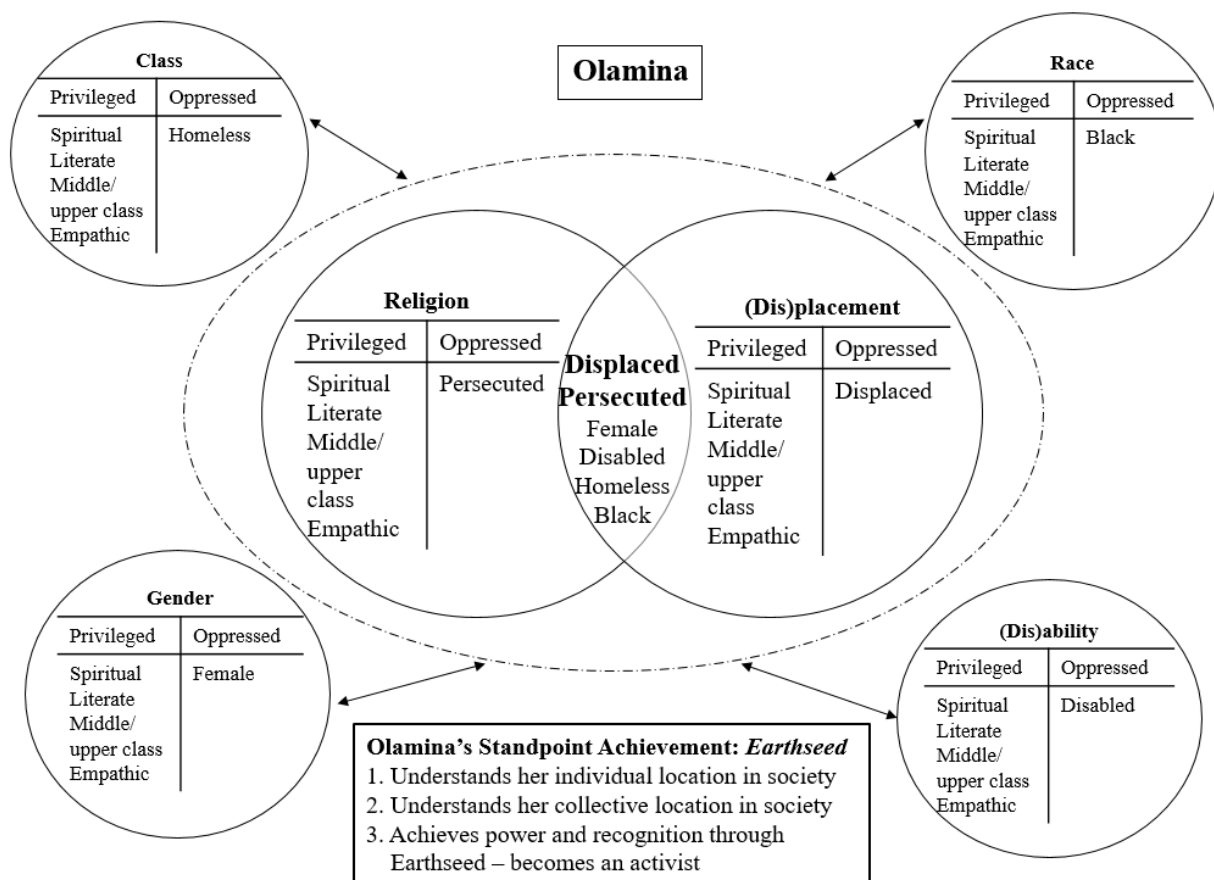 Olamina
Class
Privileged Oppressed
Spiritual Homeless
Literate
Middle/
upper class
Empathic
Race
Privileged Oppressed
Spiritual Black
Literate
Middle/
upper class
Empathic
Religion
Privileged Oppressed
Spiritual Persecuted
Literate
Middle/
upper
class
Empathic
Displaced
Persecuted
Female
Disabled
Homeless
Black
(Dis)placement
Privileged Oppressed
Spiritual Displaced
Literate
Middle/
upper
class
Empathic
Gender
Privileged Oppressed
Spiritual Female
Literate
Middle/
upper class
Empathic
(Dis)ability
Privileged Oppressed
Spiritual Disabled
Literate
Middle/
upper class
Empathic
Olamina’s Standpoint Achievement: Earthseed
1. Understands her individual location in society
2. Understands her collective location in society
3. Achieves power and recognition through
Earthseed – becomes an activist